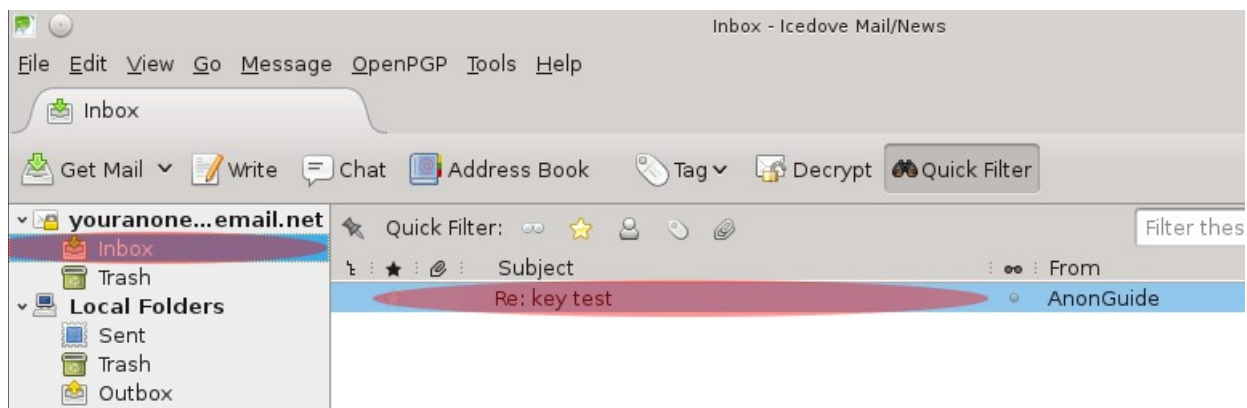 Inbox - Icedove Mail/News
File Edit View Go Message OpenPGP Tools Help
Inbox
Get Mail Write Chat Address Book Tag Decrypt Quick Filter
youranone...email.net
Inbox
Trash
Local Folders
Sent
Trash
Outbox
Quick Filter: Filter thes
Subject From
Re: key test AnonGuide